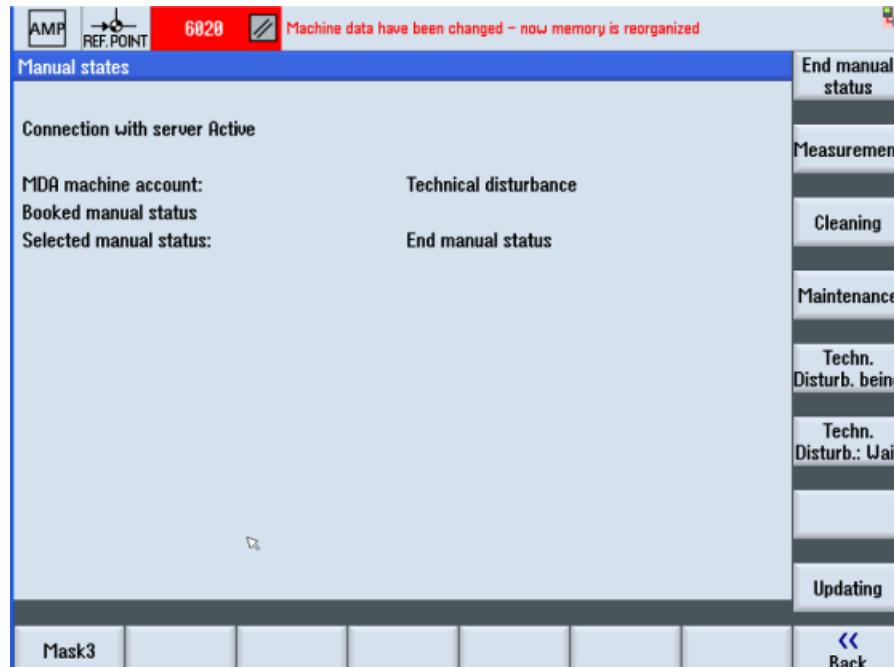 AMP
REF. POINT
6020
Machine data have been changed - now memory is reorganized
Manual states
End manual
status
Connection with server Active
Measuremen
MDA machine account: Technical disturbance
Booked manual status
Selected manual status: End manual status
Cleaning
Maintenance
Techn.
Disturb. bein
Techn.
Disturb.: Wai
Updating
Mask3
<<
Back